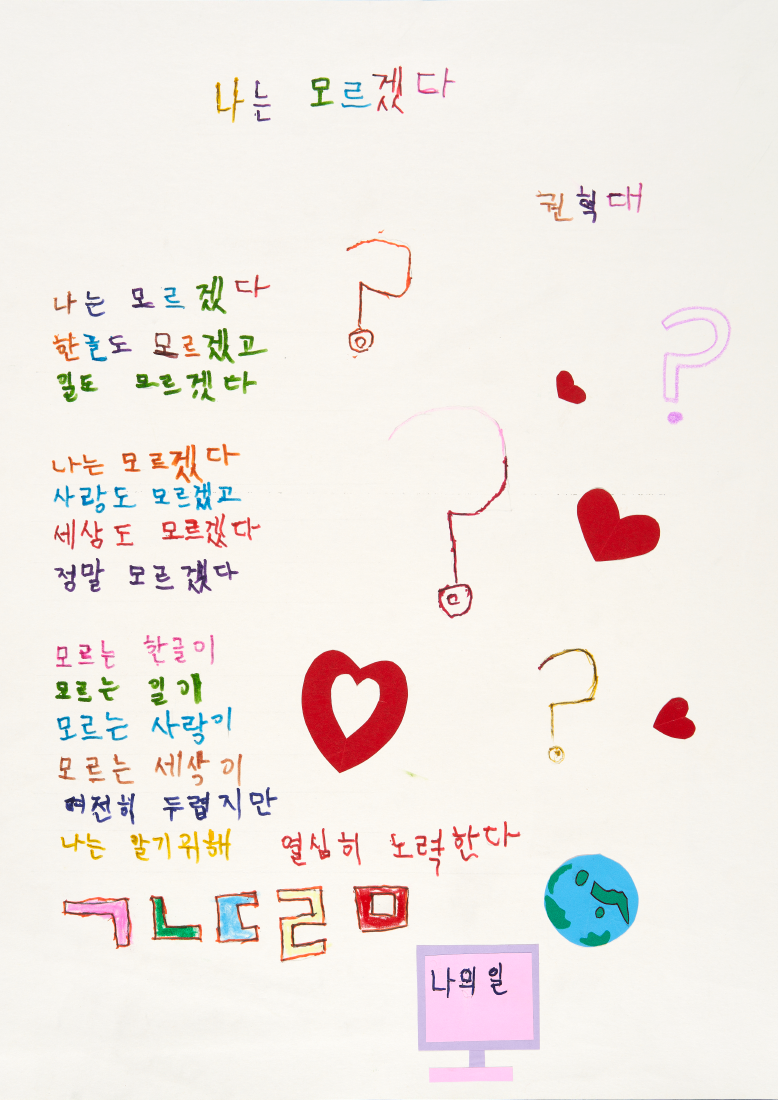 나는 모르겠다
권혁대
나는 모르겠다
한글도 모르겠고
일도 모르겠다
나는 모르겠다
사랑도 모르겠고
세상도 모르겠다
정말 모르겠다
모르는 한글이
모르는 일이
모르는 사랑이
모르는 세상이
여전히 두렵지만
나는 알기위해 열심히 노력한다
ㄱㄴㄷㄹㅁ
나의 일